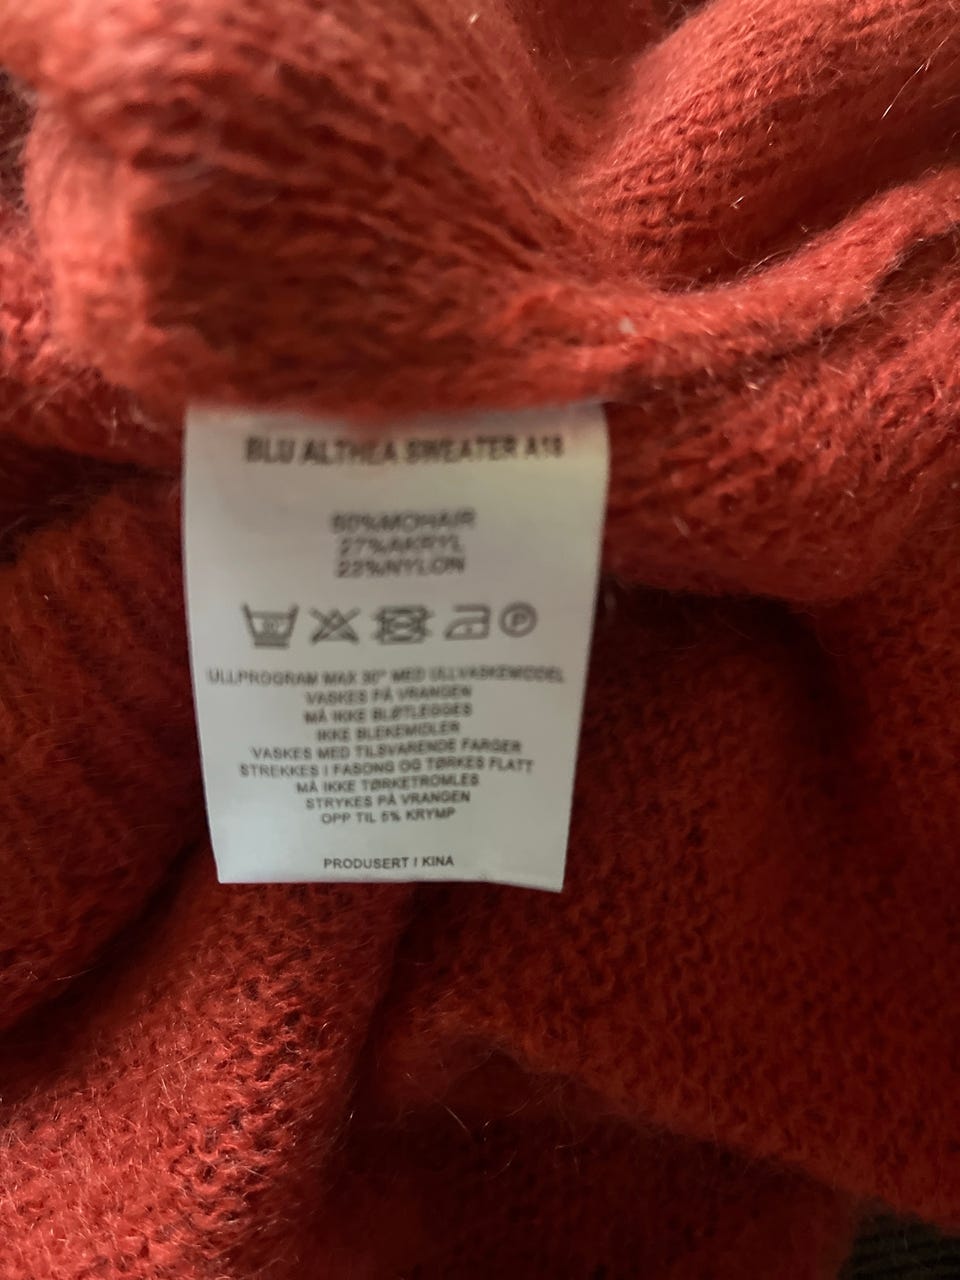 BLU ALTHEA SWEATER A18
50%MOHAIR
27%AKRYL
23%NYLON
P
ULLPROGRAM MAX 30° MED ULLVASKEMIDDEL
VASKES PÅ VRANGEN
MÅ IKKE BLØTLEGGES
IKKE BLEKEMIDLER
VASKES MED TILSVARENDE FARGER
STREKKES I FASONG OG TØRKES FLATT
MÅ IKKE TØRKETROMLES
STRYKES PÅ VRANGEN
OPP TIL 5% KRYMP
PRODUSERT I KINA